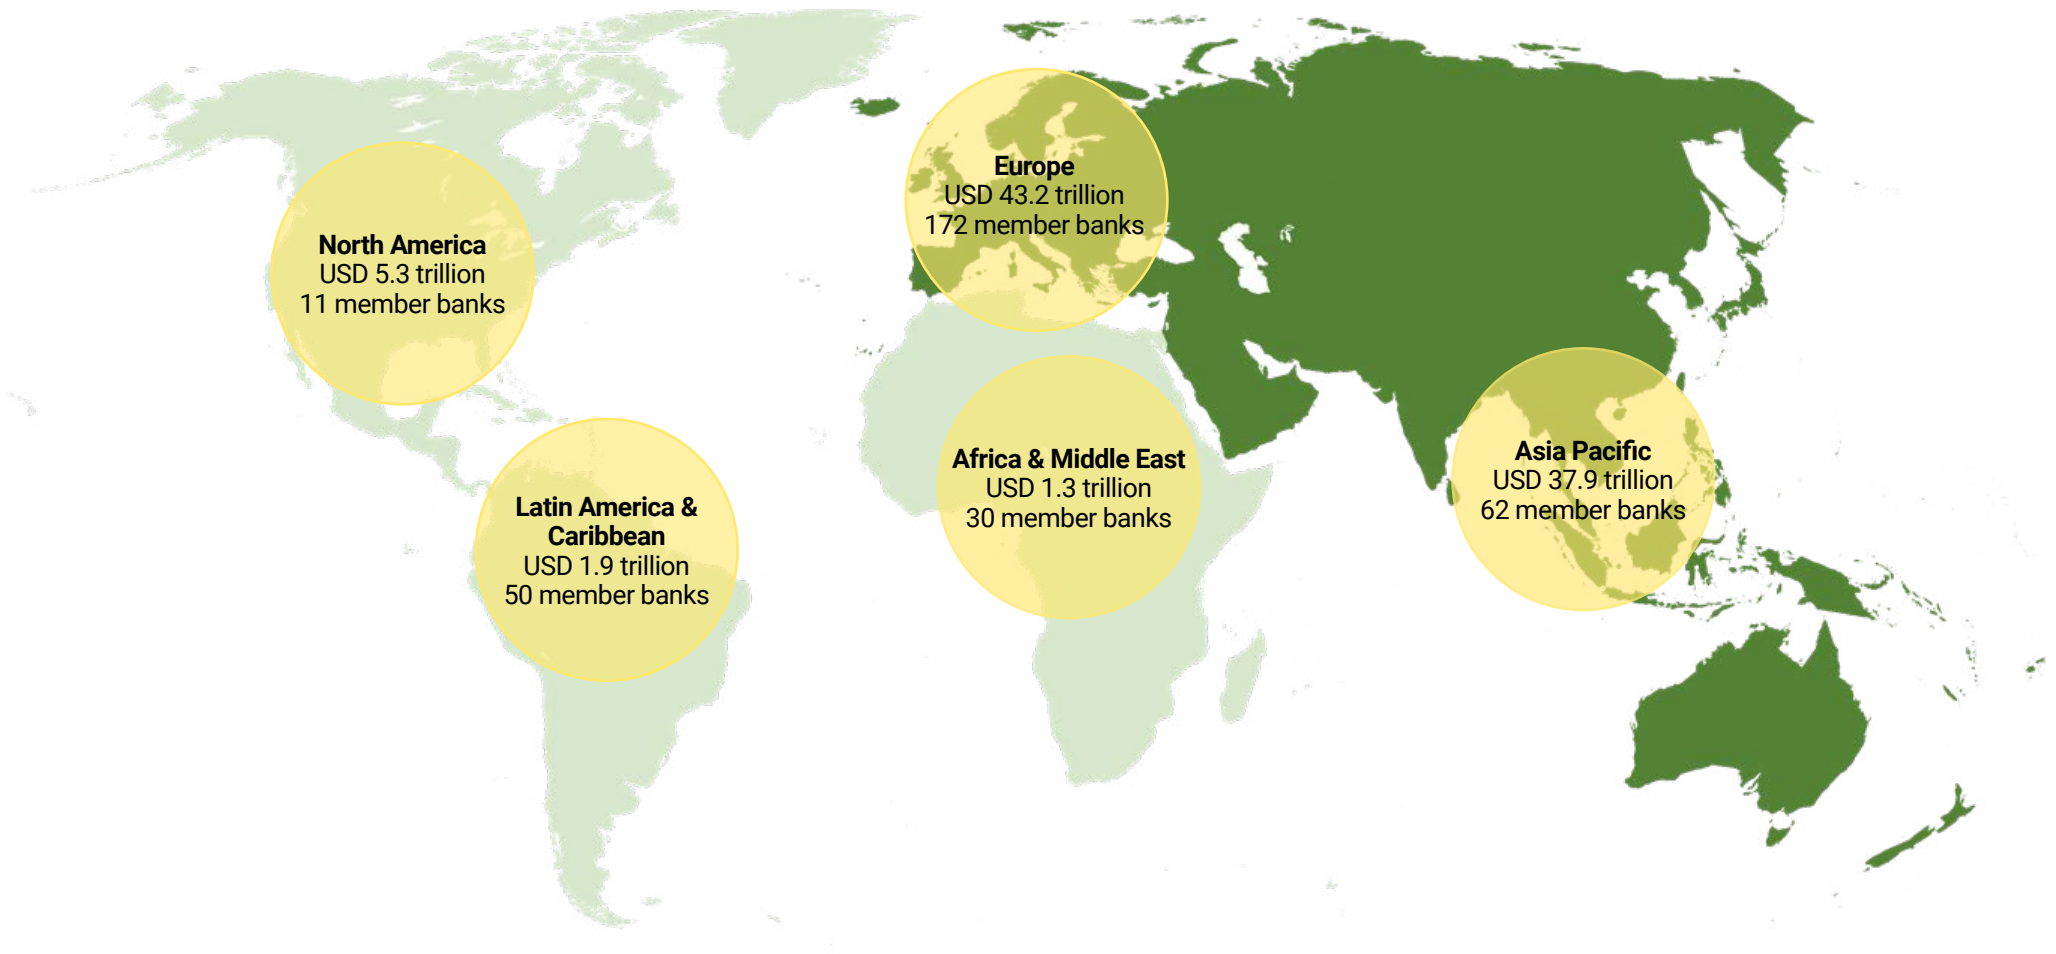 Europe
USD 43.2 trillion
172 member banks
North America
USD 5.3 trillion
11 member banks
Africa & Middle East
USD 1.3 trillion
30 member banks
Asia Pacific
USD 37.9 trillion
62 member banks
Latin America &
Caribbean
USD 1.9 trillion
50 member banks